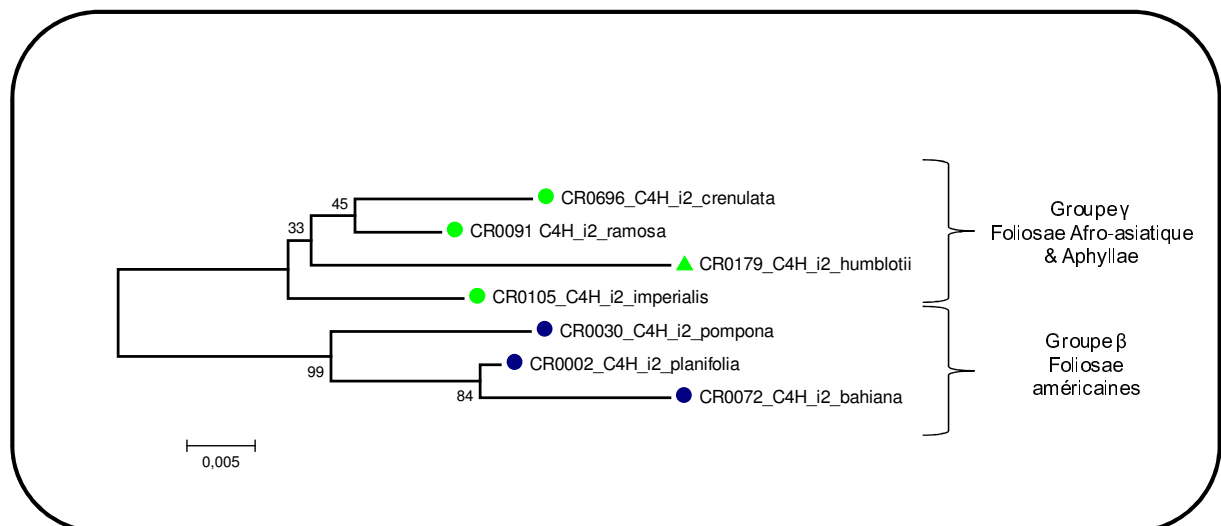 45
CR0696_C4H_i2_crenulata
33
CR0091 C4H_i2_ramosa
CR0179_C4H_i2_humblotii
CR0105_C4H_i2_imperialis
Groupe γ
Foliosae Afro-asiatique
& Aphyllae
CR0030_C4H_i2_pompona
99
CR0002_C4H_i2_planifolia
84
CR0072_C4H_i2_bahiana
Groupe β
Foliosae
américaines
0,005